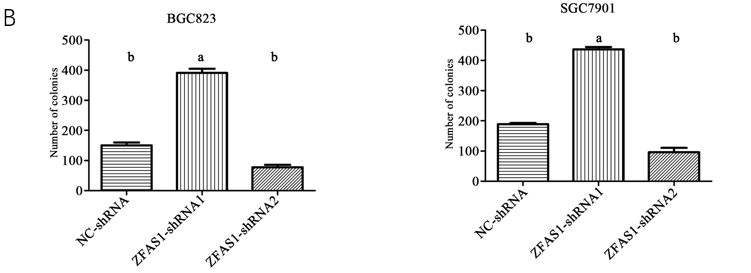 B
BGC823
Number of colonies
500
400
300
200
100
0
b
a
b
NC-shRNA
ZFAS1-shRNA1
ZFAS1-shRNA2
SGC7901
Number of colonies
500
400
300
200
100
0
b
a
b
NC-shRNA
ZFAS1-shRNA1
ZFAS1-shRNA2